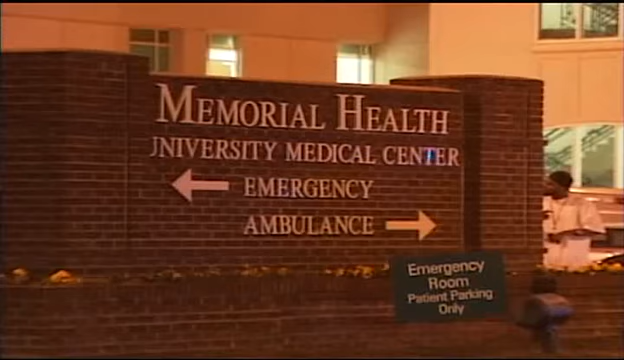 MEMORIAL HEALTH
UNIVERSITY MEDICAL CENTER
EMERGENCY
AMBULANCE
Emergency
Room
Patient Parking
Only